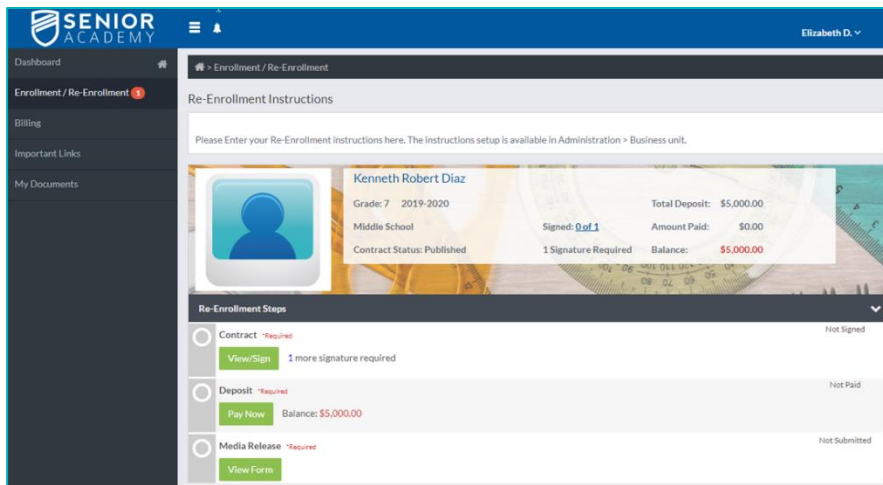 SENIOR
ACADEMY
Elizabeth D.
Dashboard
Enrollment / Re-Enrollment 1
Billing
Important Links
My Documents
> Enrollment / Re-Enrollment
Re-Enrollment Instructions
Please Enter your Re-Enrollment instructions here. The instructions setup is available in Administration > Business unit.
Kenneth Robert Diaz
Grade: 7 2019-2020 Total Deposit: $5,000.00
Middle School Signed: 0 of 1 Amount Paid: $0.00
Contract Status: Published 1 Signature Required Balance: $5,000.00
Re-Enrollment Steps
Contract *Required Not Signed
View/Sign 1 more signature required
Deposit *Required Not Paid
Pay Now Balance: $5,000.00
Media Release *Required Not Submitted
View Form